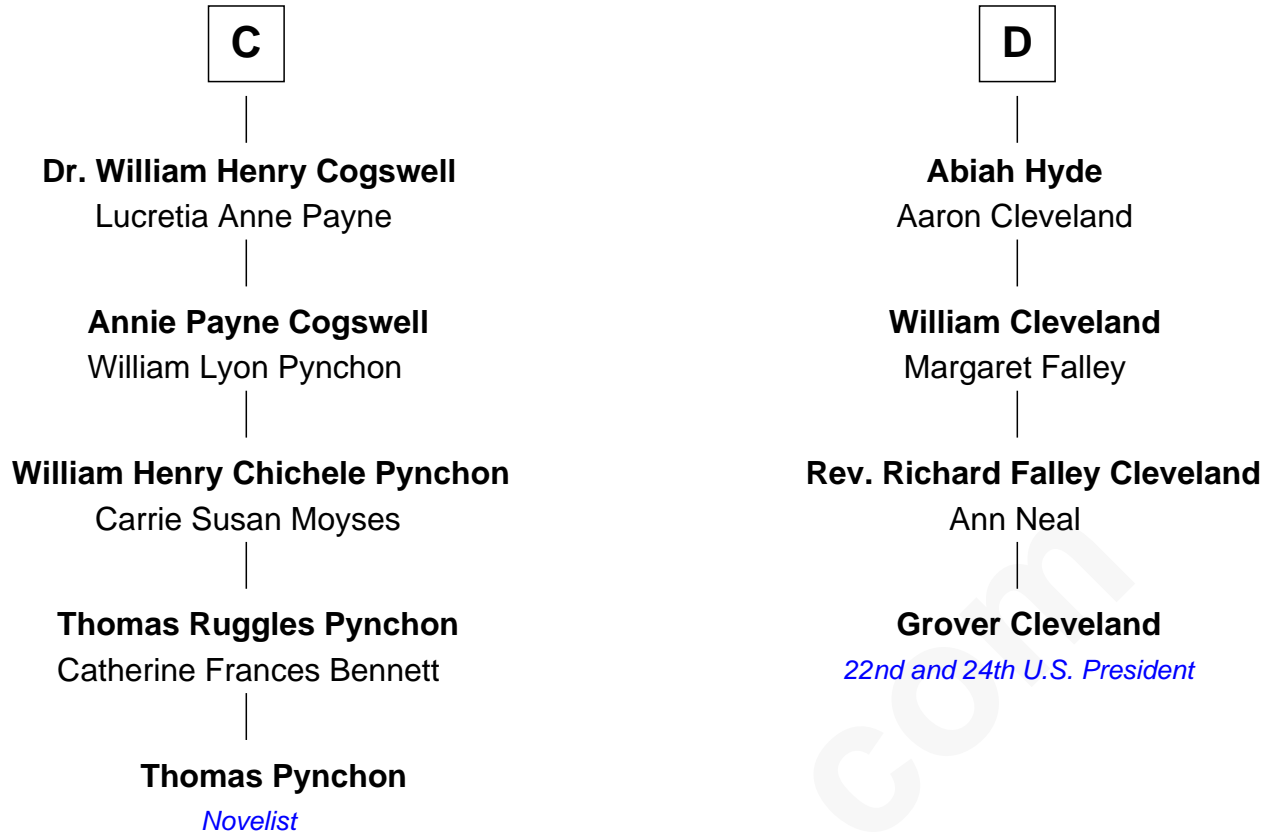 C
Dr. William Henry Cogswell
Lucretia Anne Payne
Annie Payne Cogswell
William Lyon Pynchon
William Henry Chichele Pynchon
Carrie Susan Moyses
Thomas Ruggles Pynchon
Catherine Frances Bennett
Thomas Pynchon
Novelist
D
Abiah Hyde
Aaron Cleveland
William Cleveland
Margaret Falley
Rev. Richard Falley Cleveland
Ann Neal
Grover Cleveland
22nd and 24th U.S. President
com